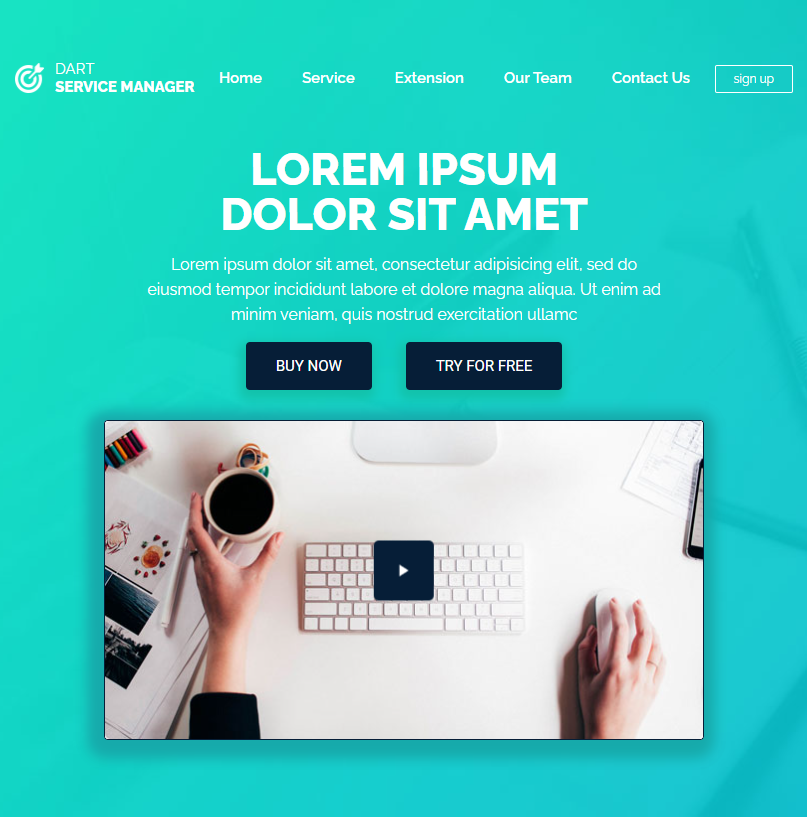 DART
SERVICE MANAGER
Home Service Extension Our Team Contact Us sign up
LOREM IPSUM
DOLOR SIT AMET
Lorem ipsum dolor sit amet, consectetur adipisicing elit, sed do
eiusmod tempor incididunt labore et dolore magna aliqua. Ut enim ad
minim veniam, quis nostrud exercitation ullamc
BUY NOW TRY FOR FREE